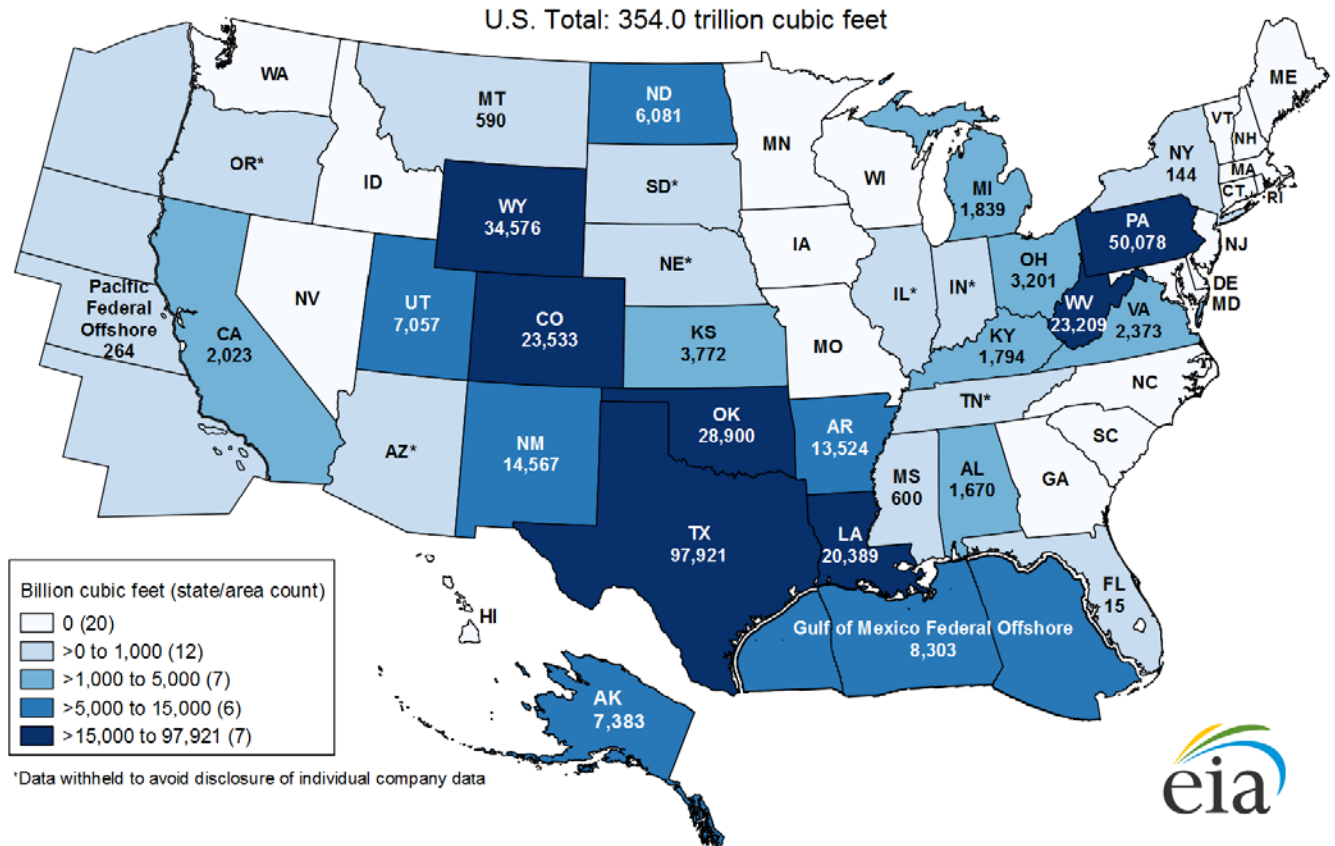 U.S. Total: 354.0 trillion cubic feet
WA
MT
590
ND
6,081
MN
ME
VT
NH
OR*
ID
SD*
WI
MI
1,839
NY
144
MA
CT
RI
WY
34,576
IA
PA
50,078
NJ
NE*
OH
3,201
IL*
IN*
DE
MD
Pacific
Federal
Offshore
264
NV
UT
7,057
CO
23,533
WV
23,209
VA
2,373
CA
2,023
KS
3,772
MO
KY
1,794
NC
TN*
OK
28,900
AZ*
NM
14,567
AR
13,524
SC
MS
600
AL
1,670
GA
TX
97,921
LA
20,389
FL
15
HI
Gulf of Mexico Federal Offshore
8,303
AK
7,383
Billion cubic feet (state/area count)
0 (20)
>0 to 1,000 (12)
>1,000 to 5,000 (7)
>5,000 to 15,000 (6)
>15,000 to 97,921 (7)
*Data withheld to avoid disclosure of individual company data
eia